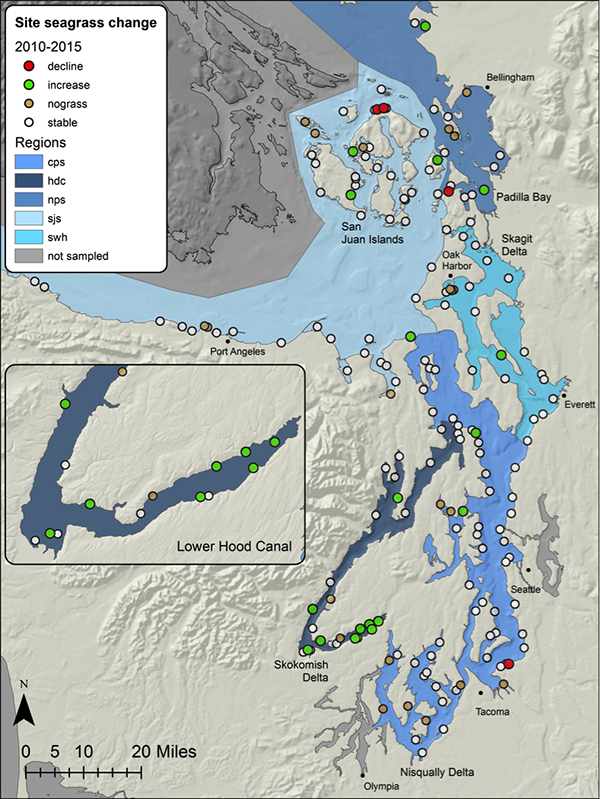 Site seagrass change
2010-2015
decline
increase
nograss
stable
Regions
cps
hdc
nps
sjs
swh
not sampled
Bellingham
Padilla Bay
San
Juan Islands
Skagit
Delta
Oak
Harbor
Port Angeles
Everett
Lower Hood Canal
Seattle
Skokomish
Delta
Tacoma
N
0 5 10 20 Miles
Nisqually Delta
Olympia